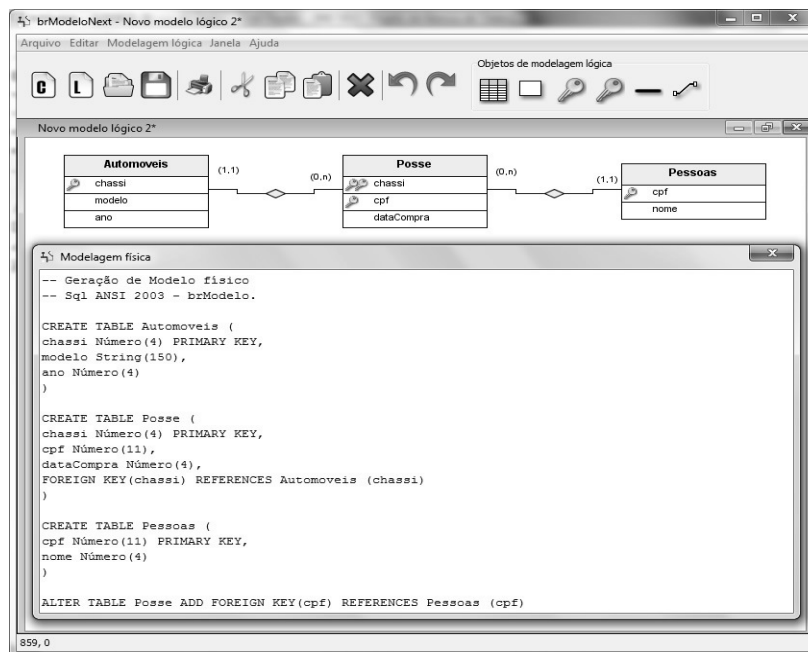 brModeloNext - Novo modelo lógico 2*
Arquivo Editar Modelagem lógica Janela Ajuda
Objetos de modelagem lógica
C L
Novo modelo lógico 2*
Automoveis
chassi
modelo
ano
(1,1)
(0,n)
Posse
chassi
cpf
dataCompra
(0,n)
(1,1)
Pessoas
cpf
nome
Modelagem física
-- Geração de Modelo físico
-- Sql ANSI 2003 - brModelo.
CREATE TABLE Automoveis (
chassi Número(4) PRIMARY KEY,
modelo String(150),
ano Número(4)
)
CREATE TABLE Posse (
chassi Número(4) PRIMARY KEY,
cpf Número(11),
dataCompra Número(4),
FOREIGN KEY(chassi) REFERENCES Automoveis (chassi)
)
CREATE TABLE Pessoas (
cpf Número(11) PRIMARY KEY,
nome Número(4)
)
ALTER TABLE Posse ADD FOREIGN KEY(cpf) REFERENCES Pessoas (cpf)
859, 0